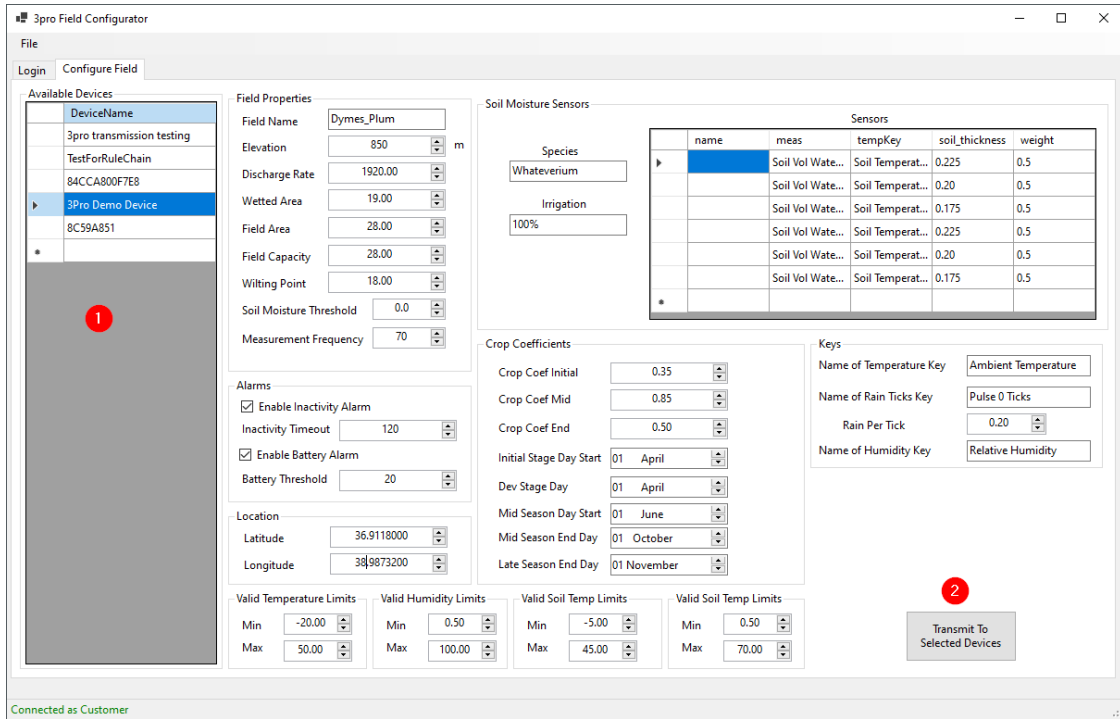 3pro Field Configurator
File
Login Configure Field
Available Devices
DeviceName
3pro transmission testing
TestForRuleChain
84CCA800F7E8
3Pro Demo Device
8C59A851
1
Field Properties
Field Name Dymes_Plum
Elevation 850 m
Discharge Rate 1920.00
Wetted Area 19.00
Field Area 28.00
Field Capacity 28.00
Wilting Point 18.00
Soil Moisture Threshold 0.0
Measurement Frequency 70
Alarms
Enable Inactivity Alarm
Inactivity Timeout 120
Enable Battery Alarm
Battery Threshold 20
Location
Latitude 36.9118000
Longitude 38.9873200
Soil Moisture Sensors
Species
Whateverium
Irrigation
100%
Sensors
name meas tempKey soil_thickness weight
Soil Vol Wate... Soil Temperat... 0.225 0.5
Soil Vol Wate... Soil Temperat... 0.20 0.5
Soil Vol Wate... Soil Temperat... 0.175 0.5
Soil Vol Wate... Soil Temperat... 0.225 0.5
Soil Vol Wate... Soil Temperat... 0.20 0.5
Soil Vol Wate... Soil Temperat... 0.175 0.5
Crop Coefficients
Crop Coef Initial 0.35
Crop Coef Mid 0.85
Crop Coef End 0.50
Initial Stage Day Start 01 April
Dev Stage Day 01 April
Mid Season Day Start 01 June
Mid Season End Day 01 October
Late Season End Day 01 November
Keys
Name of Temperature Key Ambient Temperature
Name of Rain Ticks Key Pulse 0 Ticks
Rain Per Tick 0.20
Name of Humidity Key Relative Humidity
Valid Temperature Limits
Min -20.00
Max 50.00
Valid Humidity Limits
Min 0.50
Max 100.00
Valid Soil Temp Limits
Min -5.00
Max 45.00
Valid Soil Temp Limits
Min 0.50
Max 70.00
2
Transmit To
Selected Devices
Connected as Customer